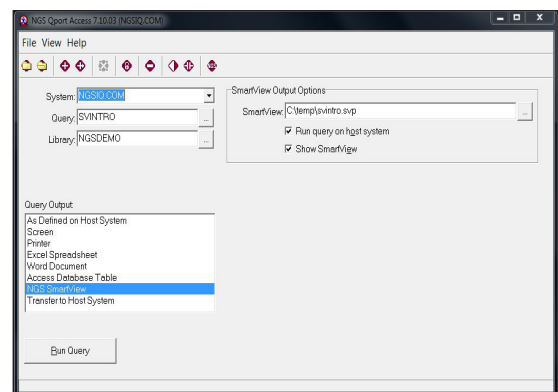 NGS Qport Access 7.10.03 (NGSIQ.COM)
File View Help
System: NGSIQ.COM
Query: SVINTRO ...
Library: NGSDEMO ...
SmartView Output Options
SmartView: C:\temp\svintro.svp ...
Run query on host system
Show SmartView
Query Output
As Defined on Host System
Screen
Printer
Excel Spreadsheet
Word Document
Access Database Table
NGS SmartView
Transfer to Host System
Run Query